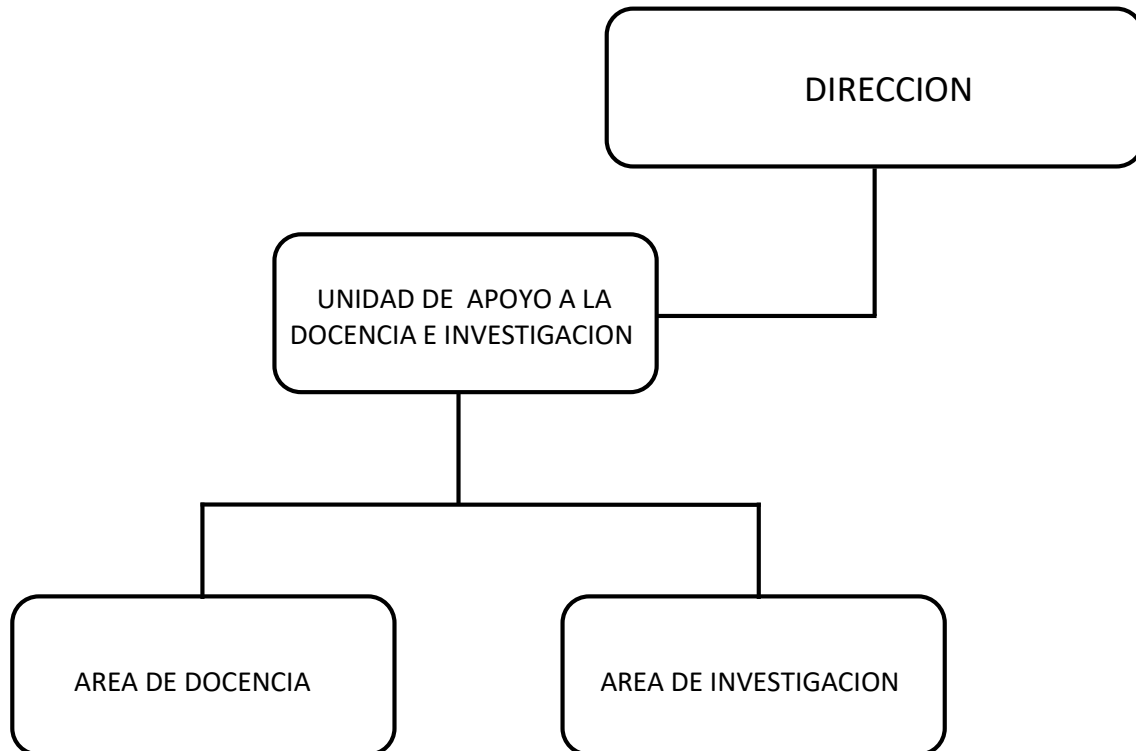 DIRECCION
UNIDAD DE APOYO A LA
DOCENCIA E INVESTIGACION
AREA DE DOCENCIA
AREA DE INVESTIGACION